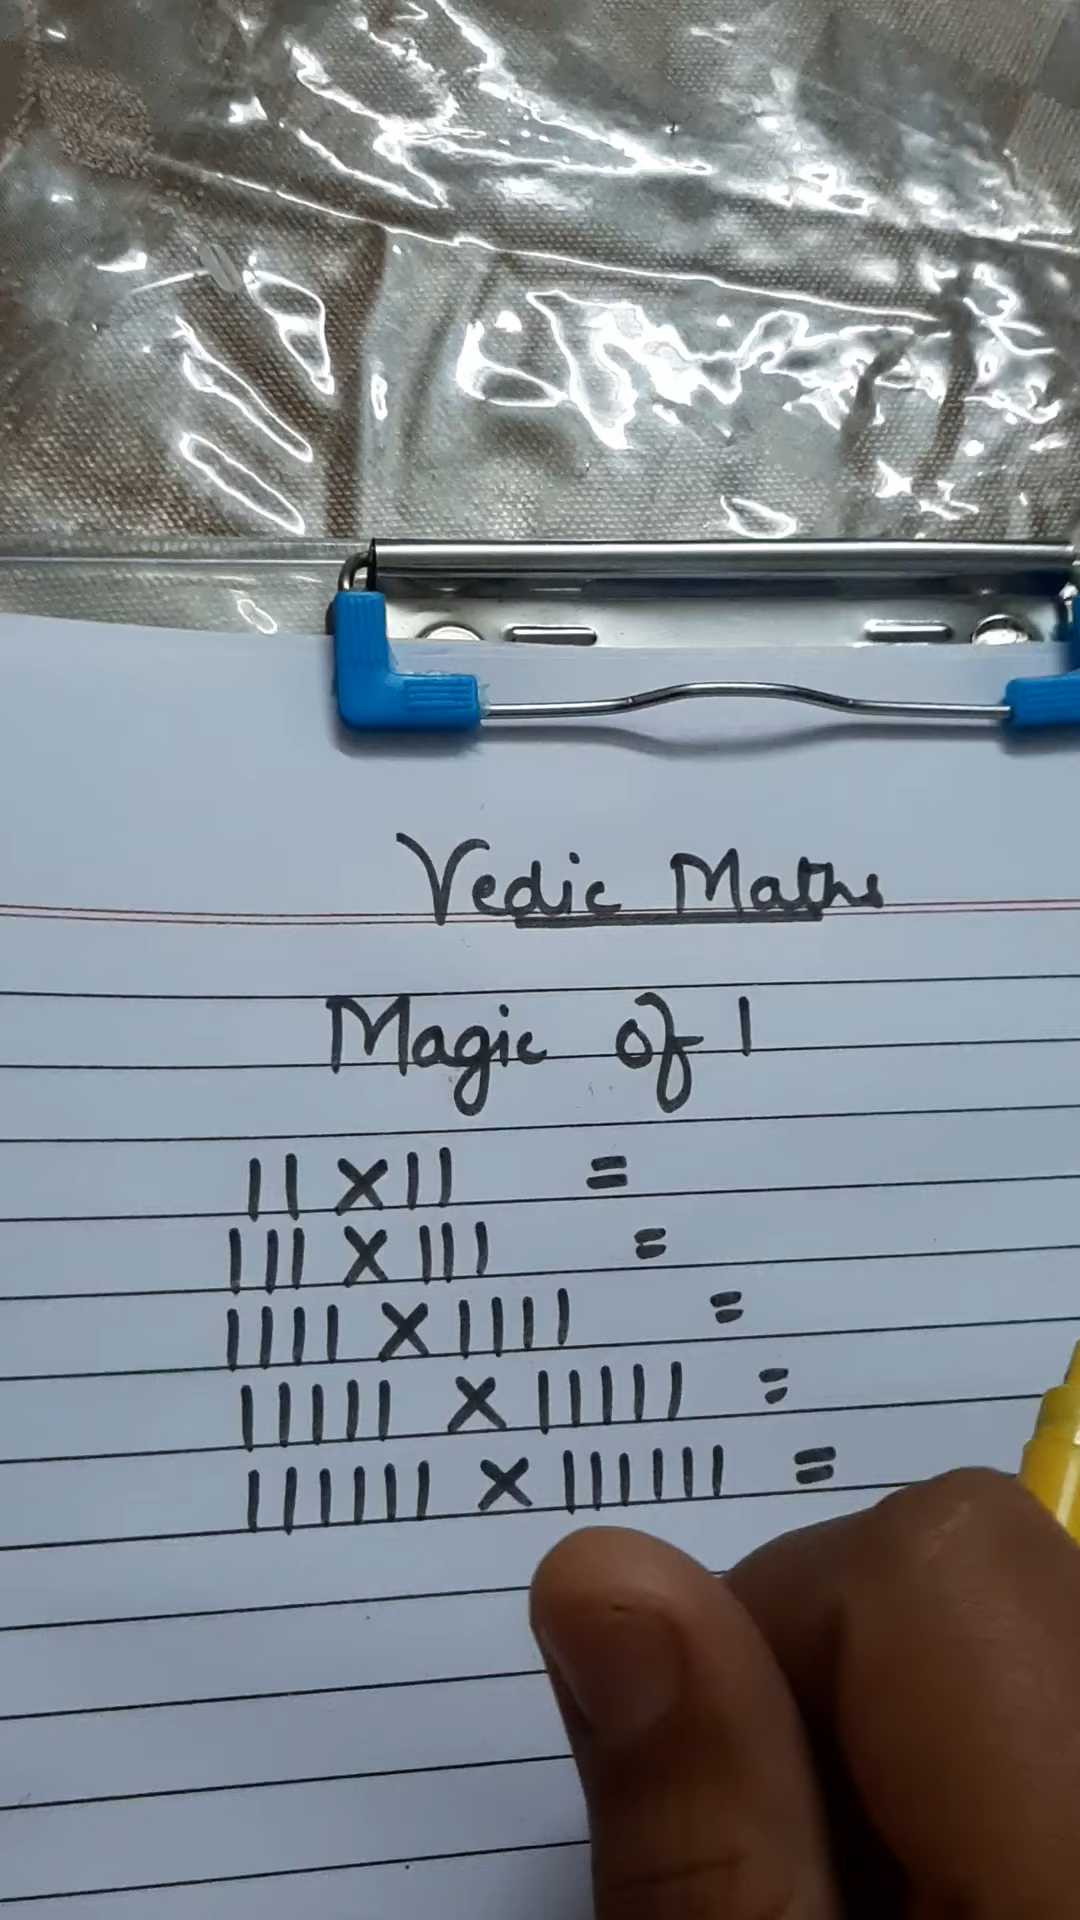 Vedic Maths
Magic of 1
11 X 11 =
111 X 111 =
1111 X 1111 =
11111 X 11111 =
111111 X 111111 =